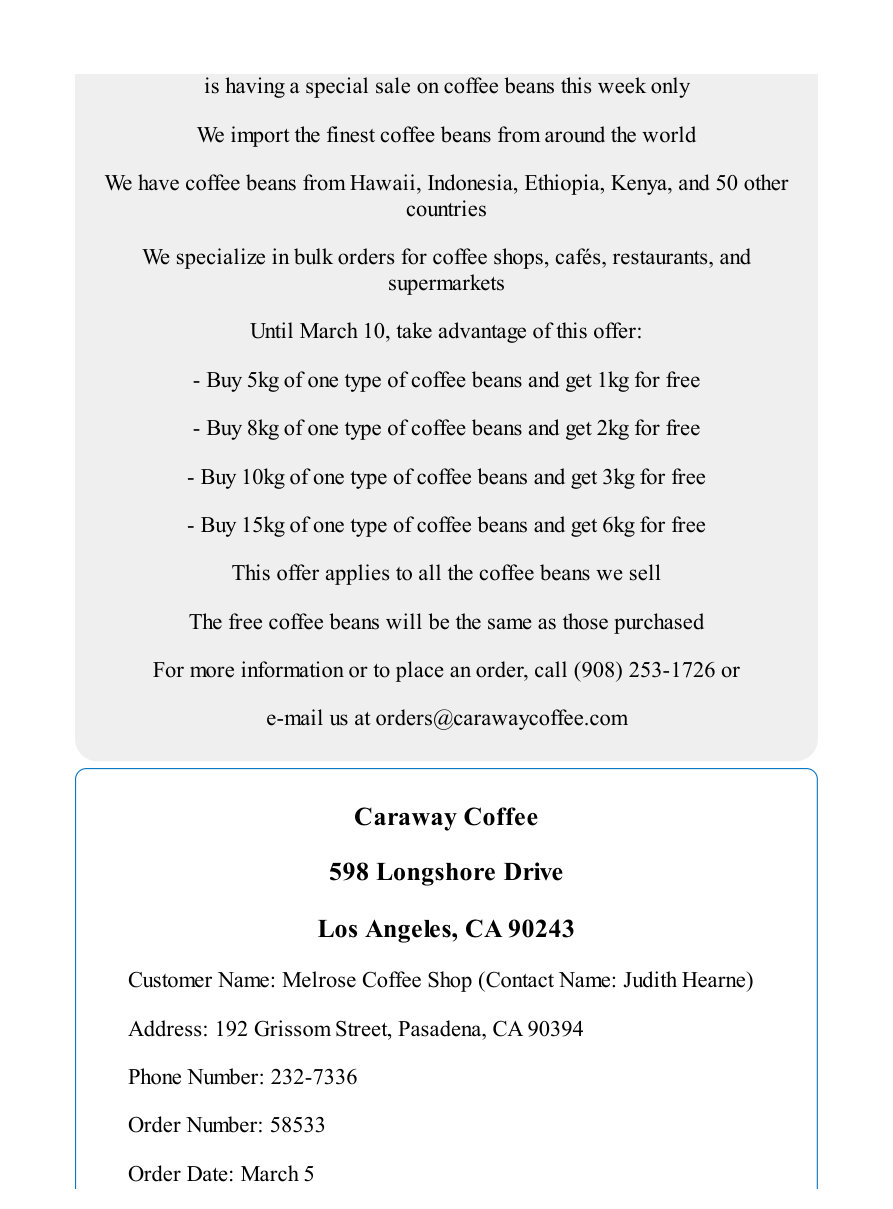 is having a special sale on coffee beans this week only
We import the finest coffee beans from around the world
We have coffee beans from Hawaii, Indonesia, Ethiopia, Kenya, and 50 other
countries
We specialize in bulk orders for coffee shops, cafés, restaurants, and
supermarkets
Until March 10, take advantage of this offer:
- Buy 5kg of one type of coffee beans and get 1kg for free
- Buy 8kg of one type of coffee beans and get 2kg for free
- Buy 10kg of one type of coffee beans and get 3kg for free
- Buy 15kg of one type of coffee beans and get 6kg for free
This offer applies to all the coffee beans we sell
The free coffee beans will be the same as those purchased
For more information or to place an order, call (908) 253-1726 or
e-mail us at orders@carawaycoffee.com
Caraway Coffee
598 Longshore Drive
Los Angeles, CA 90243
Customer Name: Melrose Coffee Shop (Contact Name: Judith Hearne)
Address: 192 Grissom Street, Pasadena, CA 90394
Phone Number: 232-7336
Order Number: 58533
Order Date: March 5